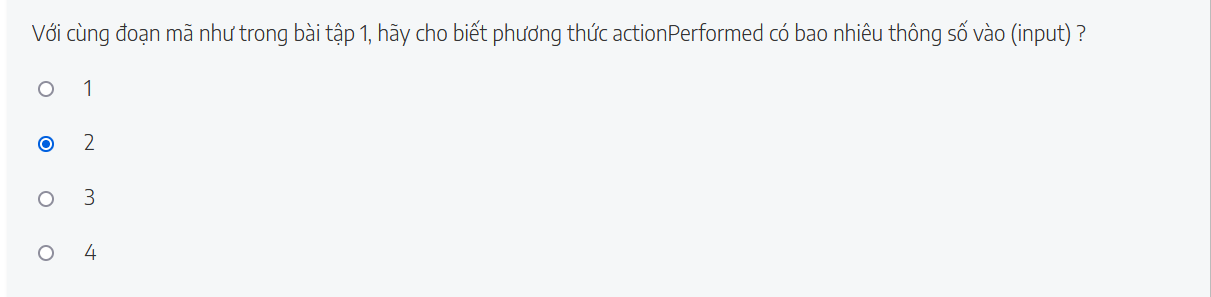 Với cùng đoạn mã như trong bài tập 1, hãy cho biết phương thức actionPerformed có bao nhiêu thông số vào (input) ?
1
2
3
4